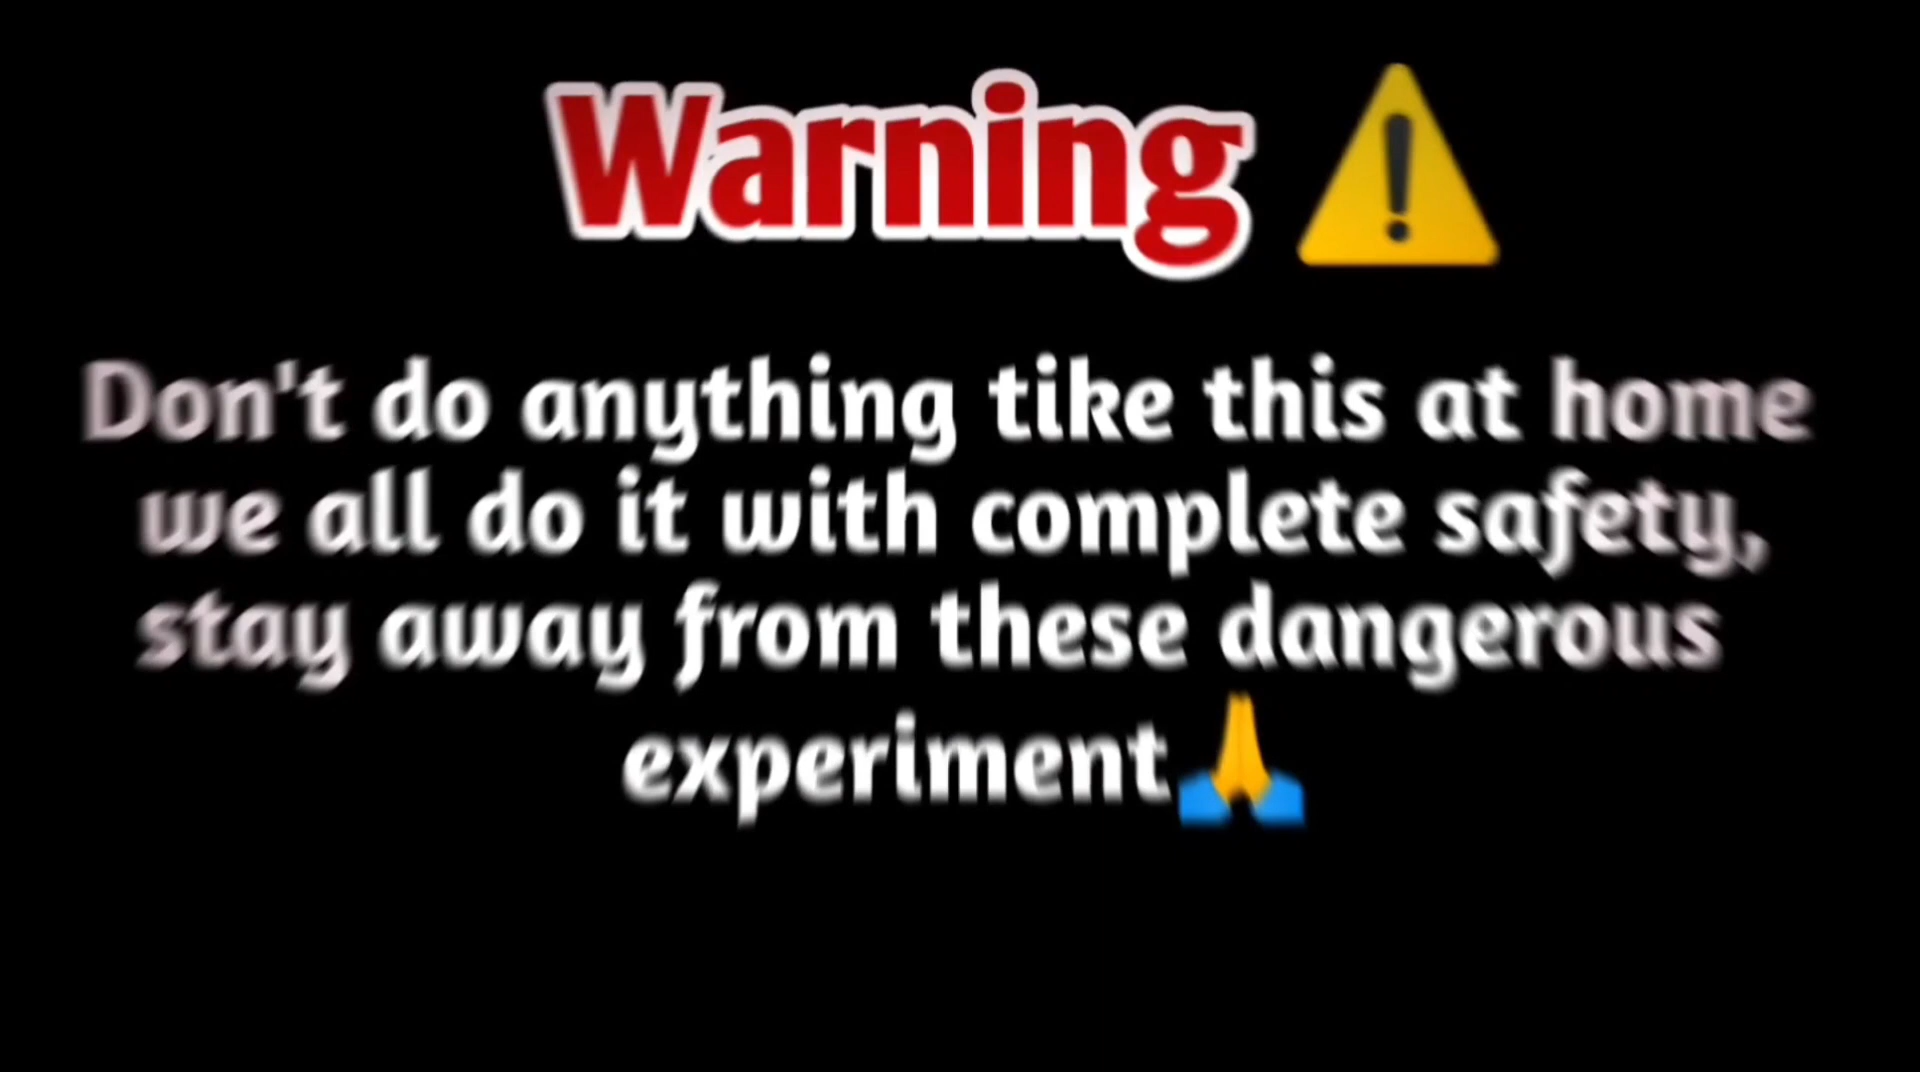 Warning ⚠️
Don't do anything tike this at home
we all do it with complete safety,
stay away from these dangerous
experiment🙏